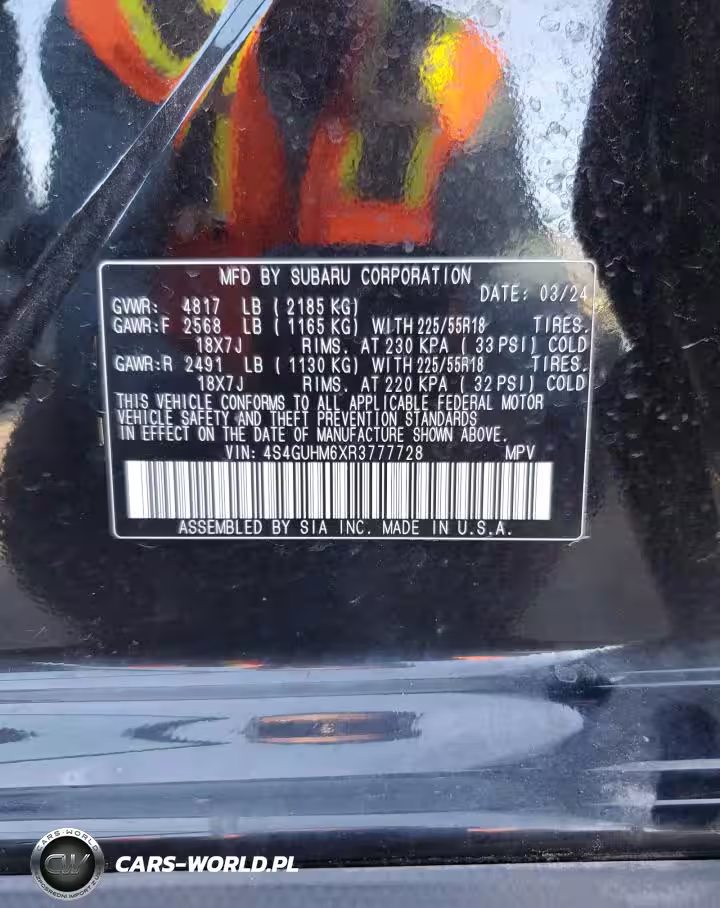 MFD BY SUBARU CORPORATION
DATE: 03/24
GVWR: 4817 LB ( 2185 KG)
GAWR:F 2568 LB ( 1165 KG) WITH 225/55R18 TIRES.
18X7J RIMS. AT 230 KPA ( 33 PSI) COLD
GAWR:R 2491 LB ( 1130 KG) WITH 225/55R18 TIRES.
18X7J RIMS. AT 220 KPA ( 32 PSI) COLD
THIS VEHICLE CONFORMS TO ALL APPLICABLE FEDERAL MOTOR
VEHICLE SAFETY AND THEFT PREVENTION STANDARDS
IN EFFECT ON THE DATE OF MANUFACTURE SHOWN ABOVE.
VIN: 4S4GUHM6XR3777728 MPV
ASSEMBLED BY SIA INC. MADE IN U.S.A.
CARS-WORLD
CW
CARS-WORLD.PL